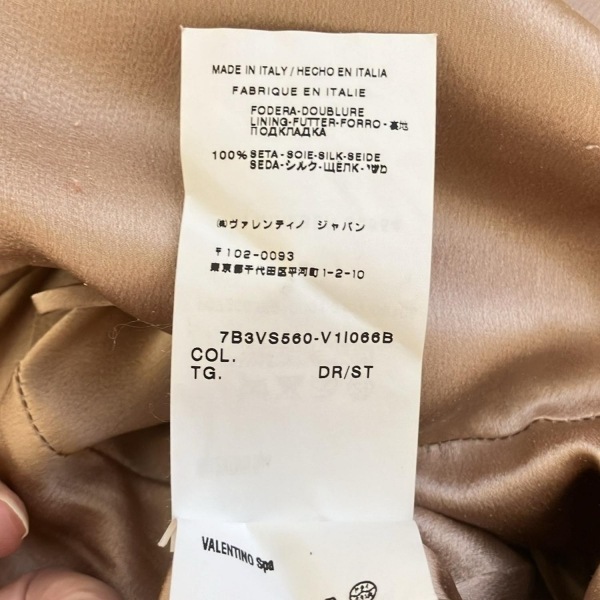 MADE IN ITALY / HECHO EN ITALIA
FABRIQUE EN ITALIE
FODERA-DOUBLURE
LINING-FUTTER-FORRO-裏地
ПОДКЛАДКА
100% SETA-SOIE-SILK-SEIDE
SEDA-シルク-ШЕЛК-משי
㈱ヴァレンティノ ジャパン
〒102-0093
東京都千代田区平河町1-2-10
7B3VS560-V1I066B
COL.
TG. DR/ST
VALENTINO SpA